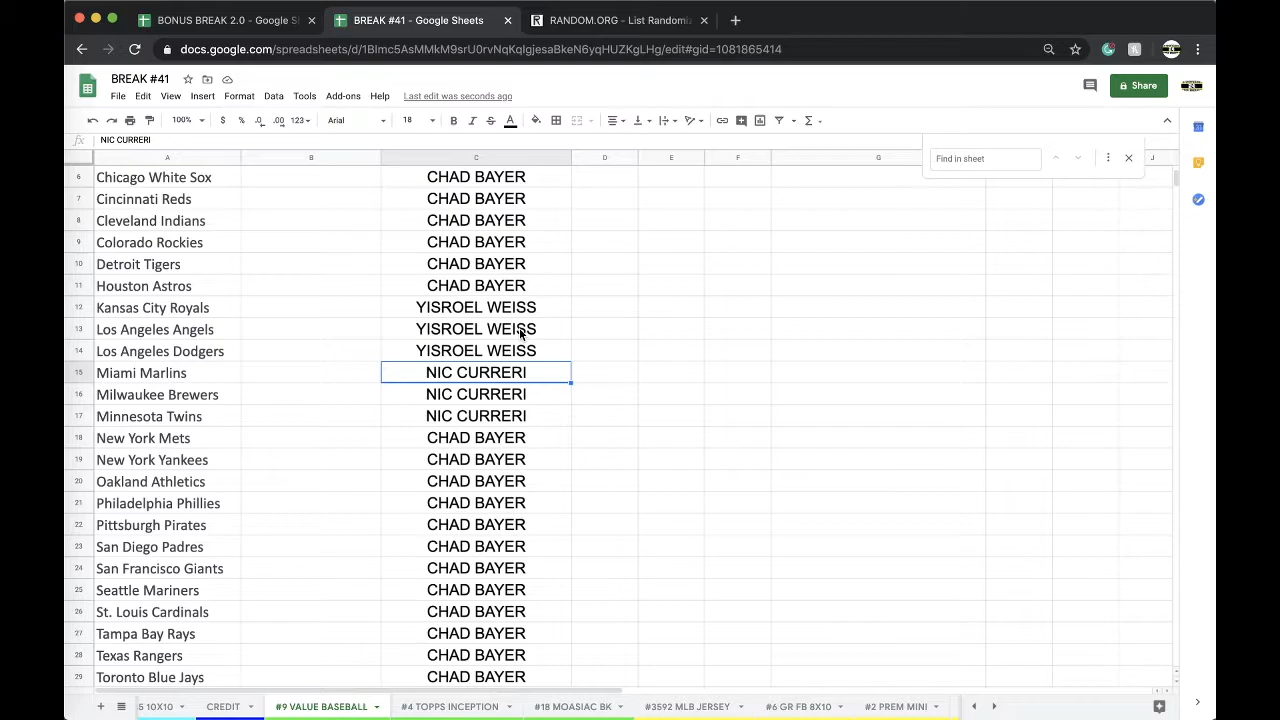 BONUS BREAK 2.0 - Google S
BREAK #41 - Google Sheets
RANDOM.ORG - List Randomiz
docs.google.com/spreadsheets/d/1BImc5AsMMkM9srU0rvNqKqIgjesaBkeN6yqHUZKgLHg/edit#gid=1081865414
BREAK #41
File Edit View Insert Format Data Tools Add-ons Help Last edit was seconds ago
Share
100% $ % .0 .00 123 Arial 18 B I S A
fx NIC CURRERI
Find in sheet
A B C D E F G J
6 Chicago White Sox CHAD BAYER
7 Cincinnati Reds CHAD BAYER
8 Cleveland Indians CHAD BAYER
9 Colorado Rockies CHAD BAYER
10 Detroit Tigers CHAD BAYER
11 Houston Astros CHAD BAYER
12 Kansas City Royals YISROEL WEISS
13 Los Angeles Angels YISROEL WEISS
14 Los Angeles Dodgers YISROEL WEISS
15 Miami Marlins NIC CURRERI
16 Milwaukee Brewers NIC CURRERI
17 Minnesota Twins NIC CURRERI
18 New York Mets CHAD BAYER
19 New York Yankees CHAD BAYER
20 Oakland Athletics CHAD BAYER
21 Philadelphia Phillies CHAD BAYER
22 Pittsburgh Pirates CHAD BAYER
23 San Diego Padres CHAD BAYER
24 San Francisco Giants CHAD BAYER
25 Seattle Mariners CHAD BAYER
26 St. Louis Cardinals CHAD BAYER
27 Tampa Bay Rays CHAD BAYER
28 Texas Rangers CHAD BAYER
29 Toronto Blue Jays CHAD BAYER
5 10X10 CREDIT #9 VALUE BASEBALL #4 TOPPS INCEPTION #18 MOASIAC BK #3592 MLB JERSEY #6 GR FB 8X10 #2 PREM MINI